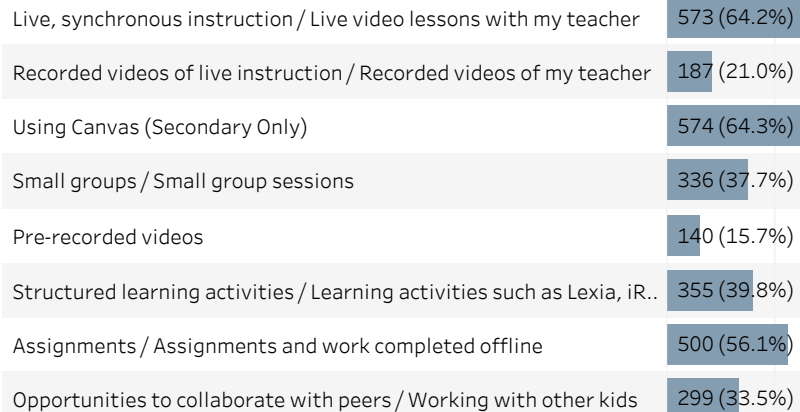 Live, synchronous instruction / Live video lessons with my teacher 573 (64.2%)
Recorded videos of live instruction / Recorded videos of my teacher 187 (21.0%)
Using Canvas (Secondary Only) 574 (64.3%)
Small groups / Small group sessions 336 (37.7%)
Pre-recorded videos 140 (15.7%)
Structured learning activities / Learning activities such as Lexia, iR.. 355 (39.8%)
Assignments / Assignments and work completed offline 500 (56.1%)
Opportunities to collaborate with peers / Working with other kids 299 (33.5%)